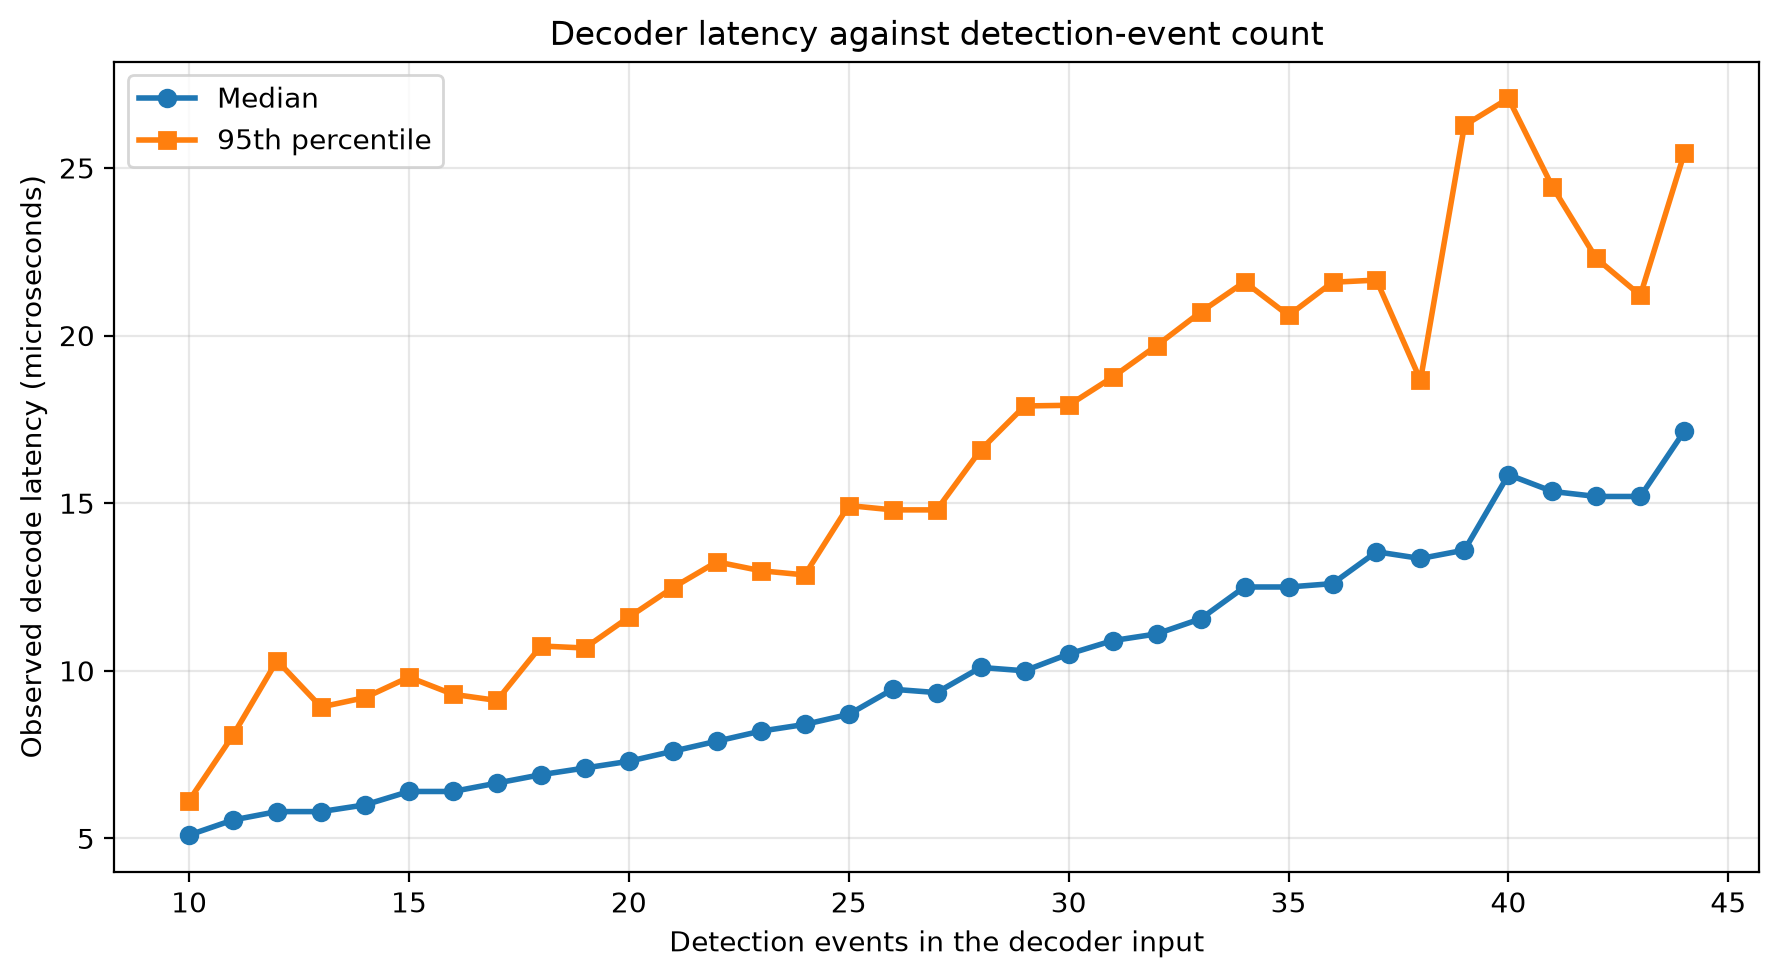 Decoder latency against detection-event count
Median
95th percentile
Observed decode latency (microseconds)
25
20
15
10
5
10 15 20 25 30 35 40 45
Detection events in the decoder input